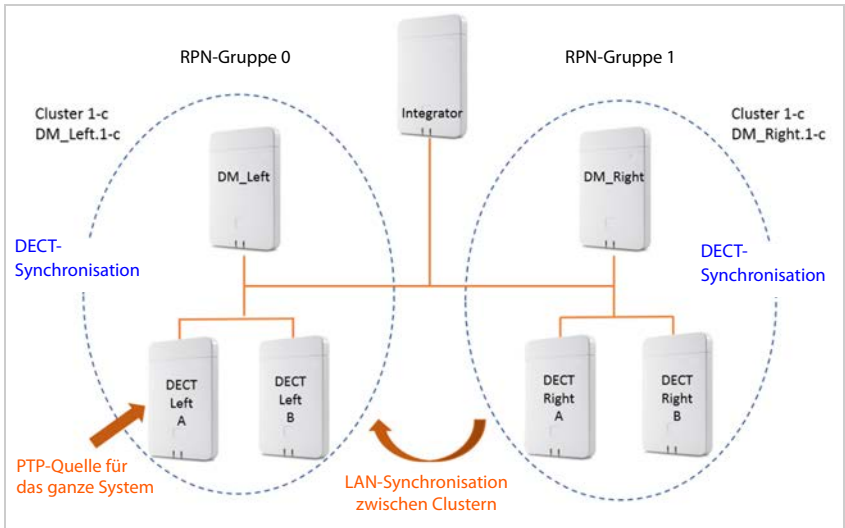 RPN-Gruppe 0
RPN-Gruppe 1
Integrator
Cluster 1-c
DM_Left.1-c
Cluster 1-c
DM_Right.1-c
DM_Left
DM_Right
DECT-
Synchronisation
DECT-
Synchronisation
DECT
Left
A
DECT
Left
B
DECT
Right
A
DECT
Right
B
PTP-Quelle für
das ganze System
LAN-Synchronisation
zwischen Clustern